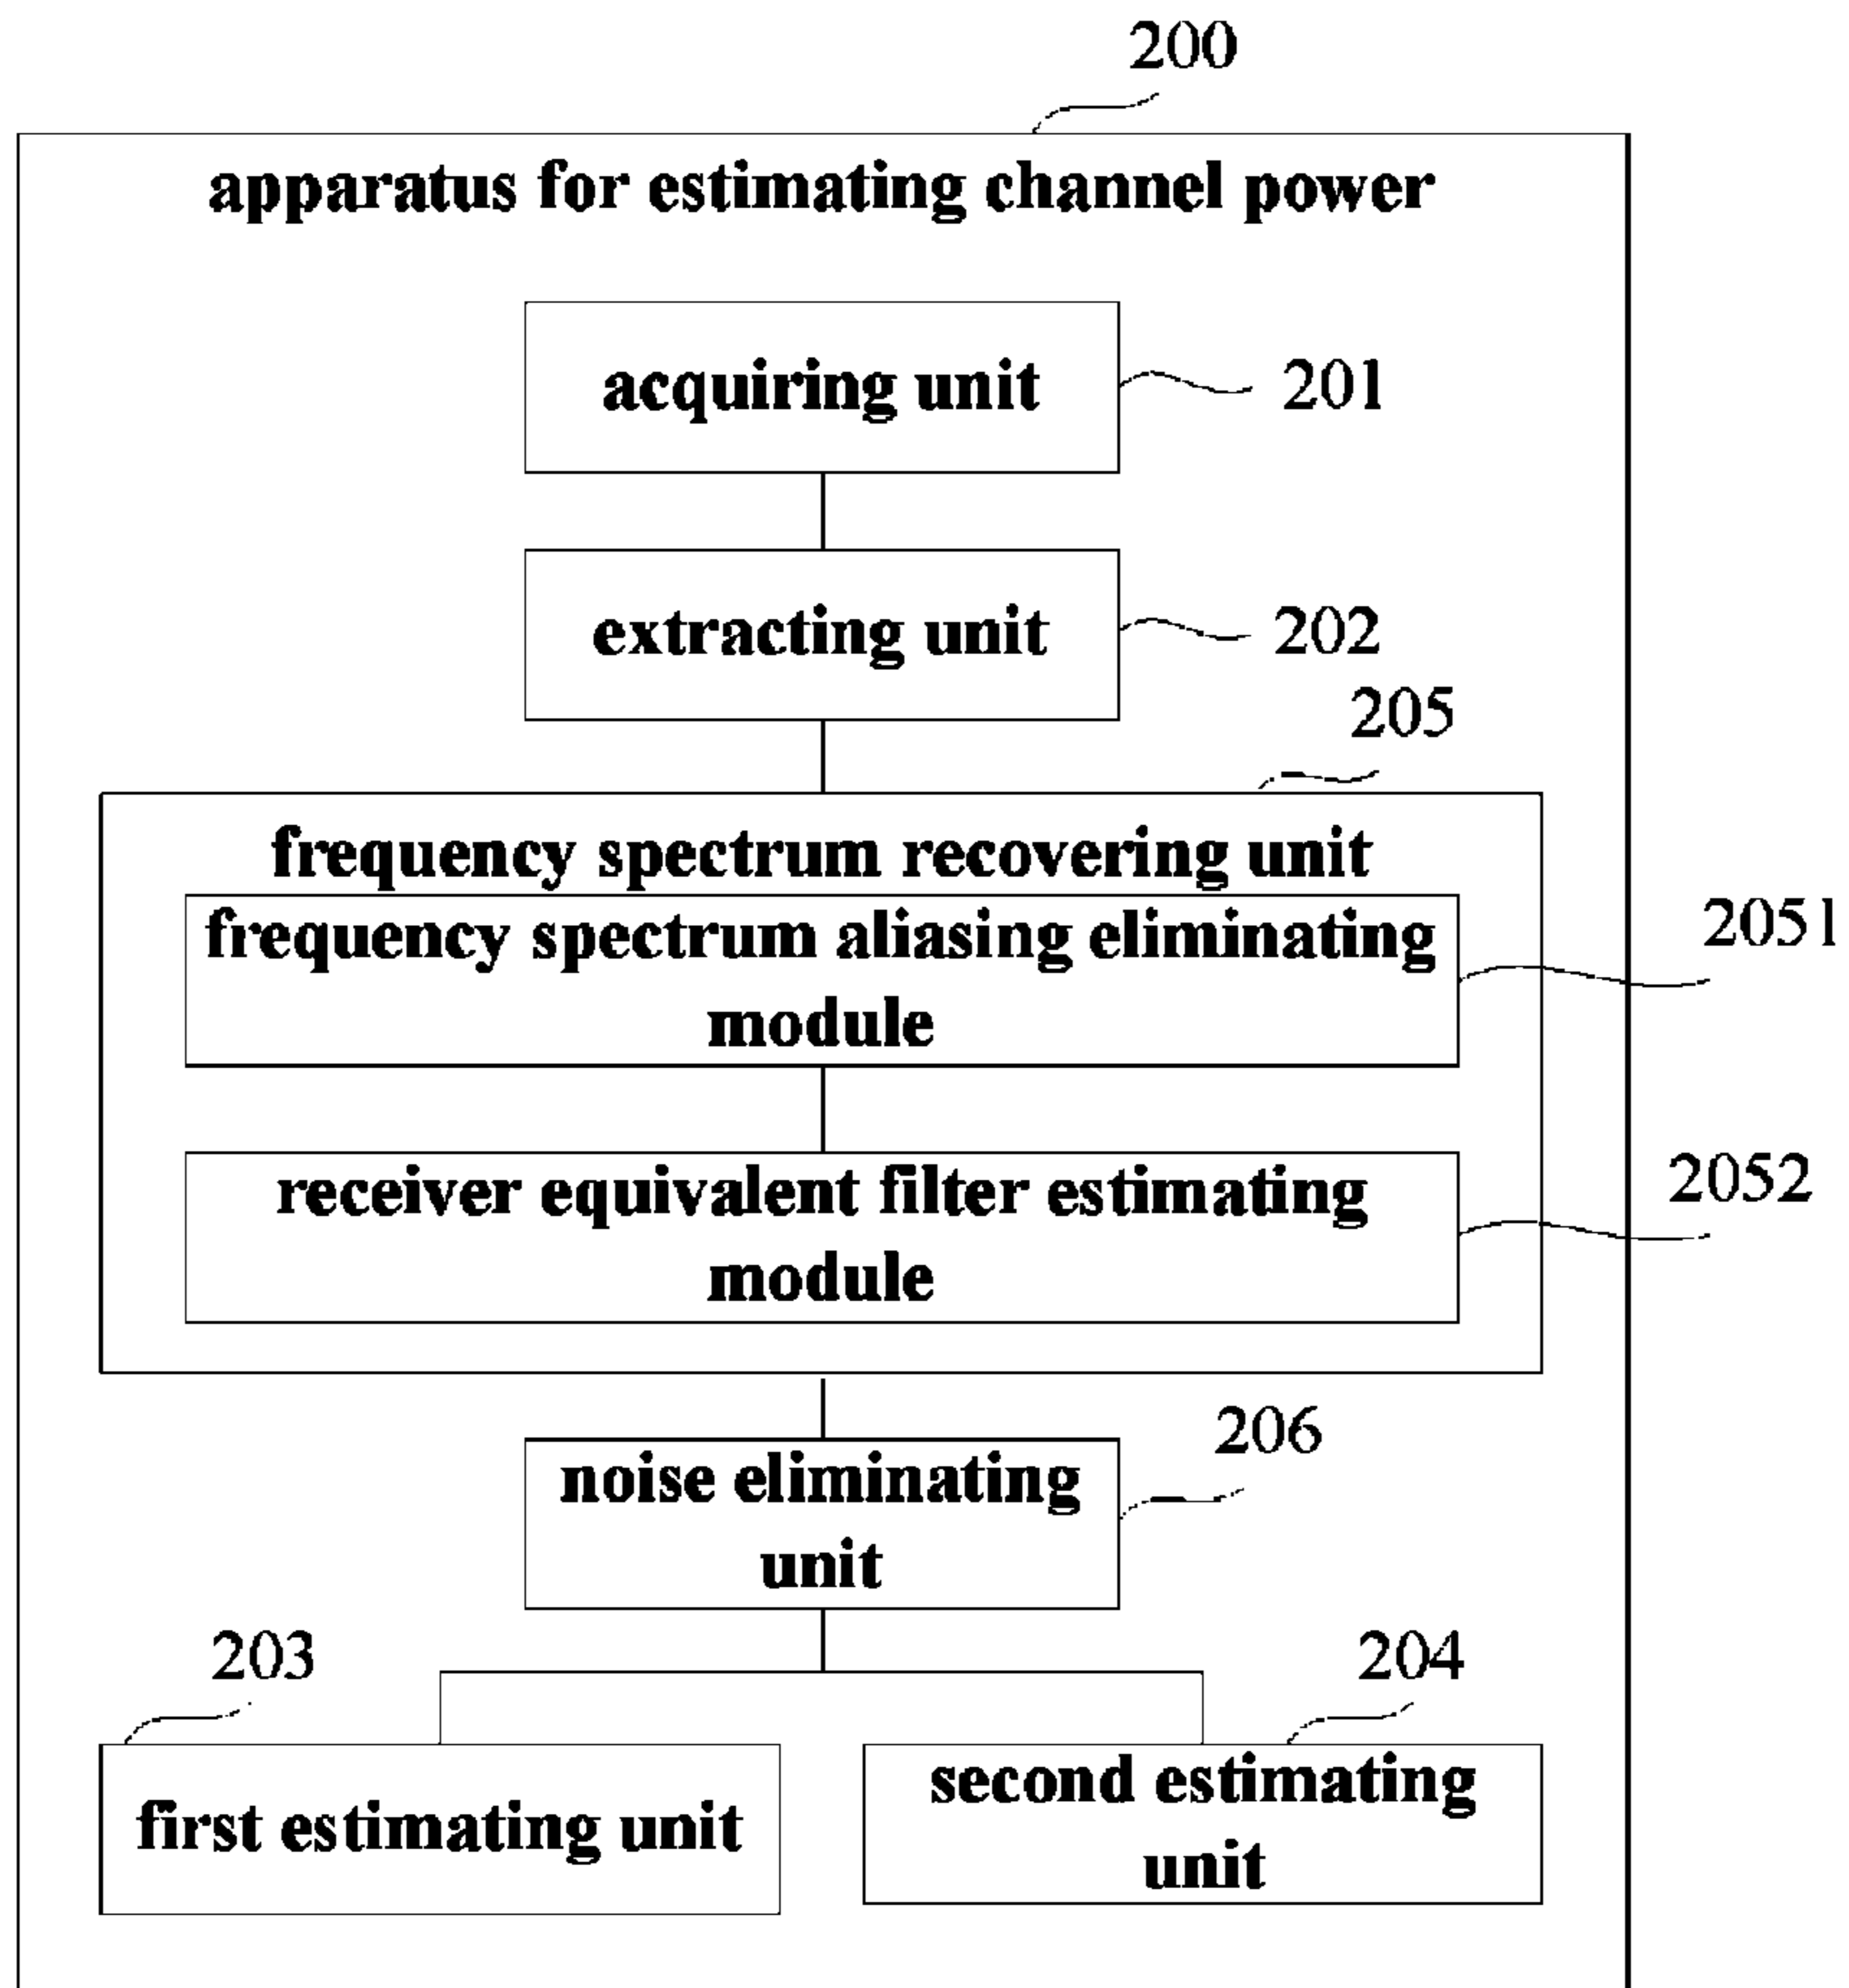 200
apparatus for estimating channel power
acquiring unit
201
extracting unit
202
205
frequency spectrum recovering unit
frequency spectrum aliasing eliminating
module
2051
receiver equivalent filter estimating
module
2052
206
noise eliminating
unit
203
204
first estimating unit
second estimating
unit